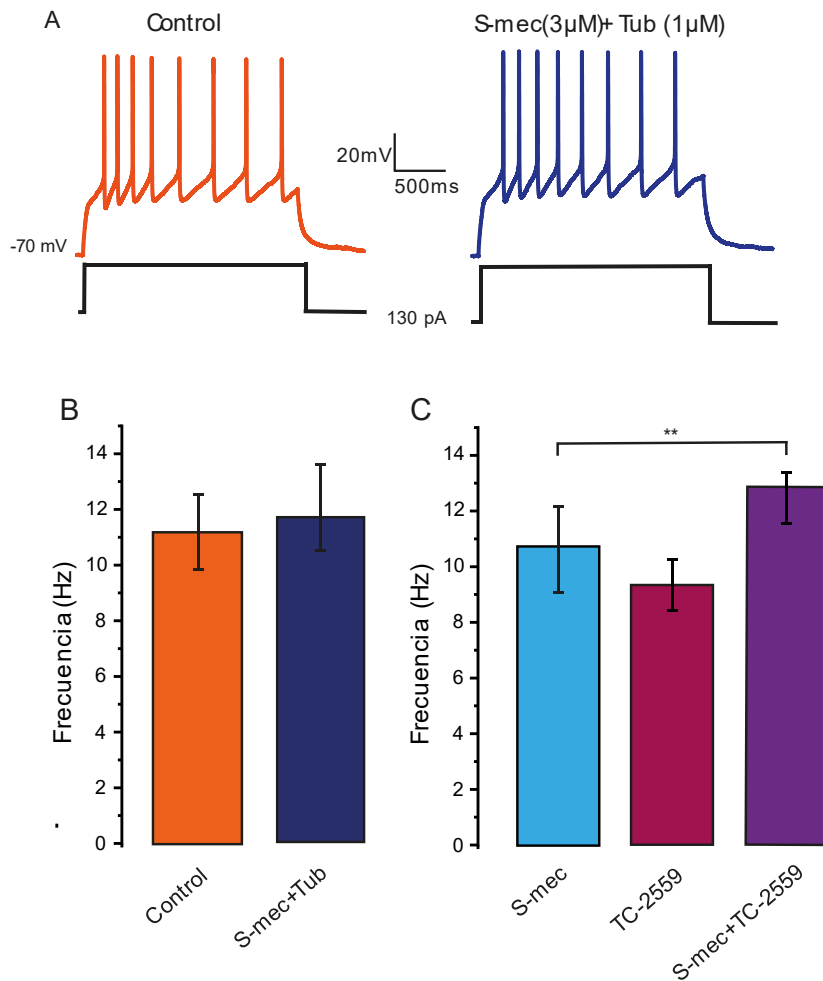 A
Control
S-mec(3µM)+ Tub (1µM)
20mV
500ms
-70 mV
130 pA
B
Frecuencia (Hz)
14
12
10
8
6
4
2
0
Control
S-mec+Tub
C
Frecuencia (Hz)
14
12
10
8
6
4
2
0
**
S-mec
TC-2559
S-mec+TC-2559